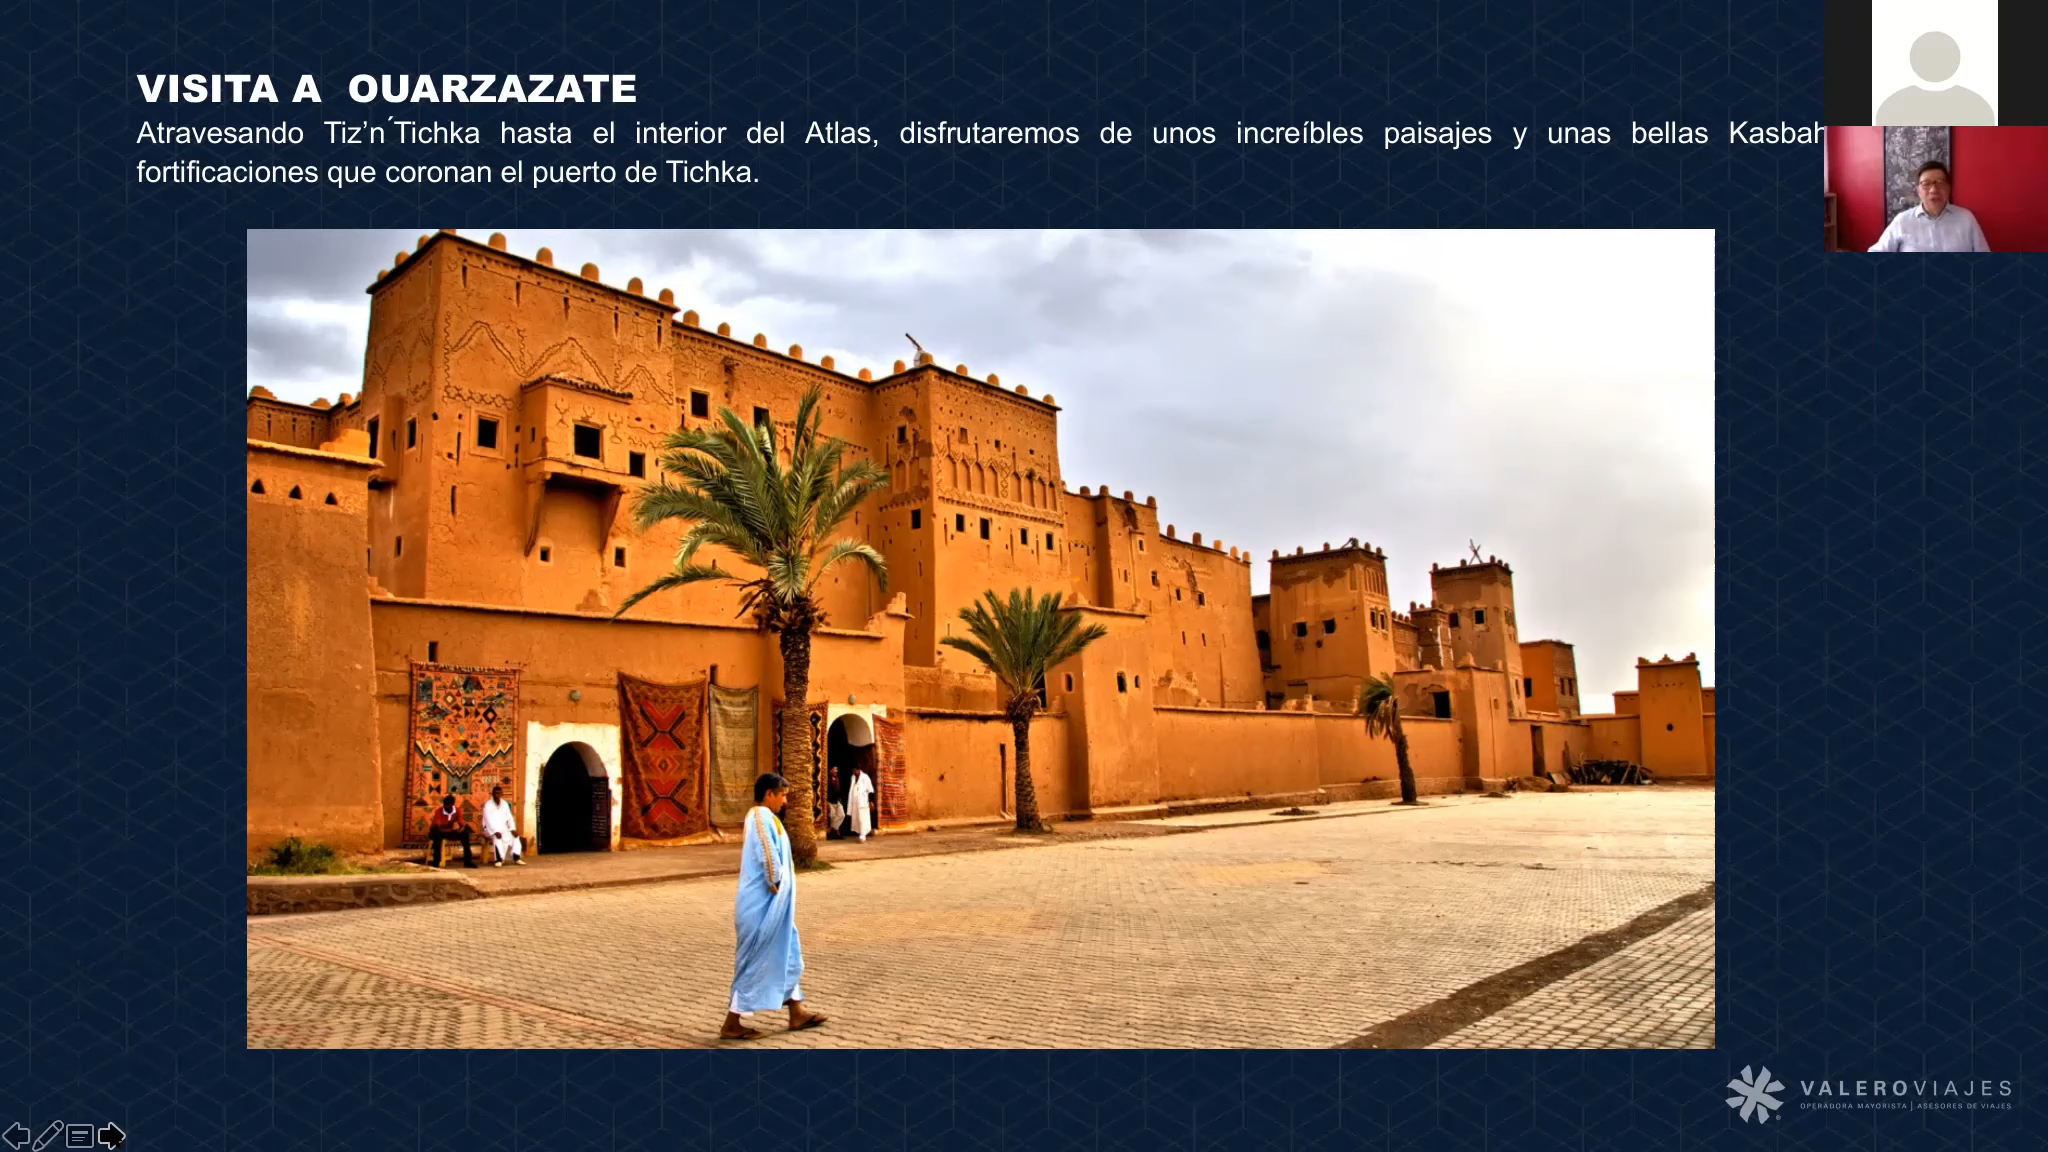 VISITA A OUARZAZATE
Atravesando Tiz’n´Tichka hasta el interior del Atlas, disfrutaremos de unos increíbles paisajes y unas bellas Kasbah
fortificaciones que coronan el puerto de Tichka.
VALEROVIAJES
OPERADORA MAYORISTA | ASESORES DE VIAJES